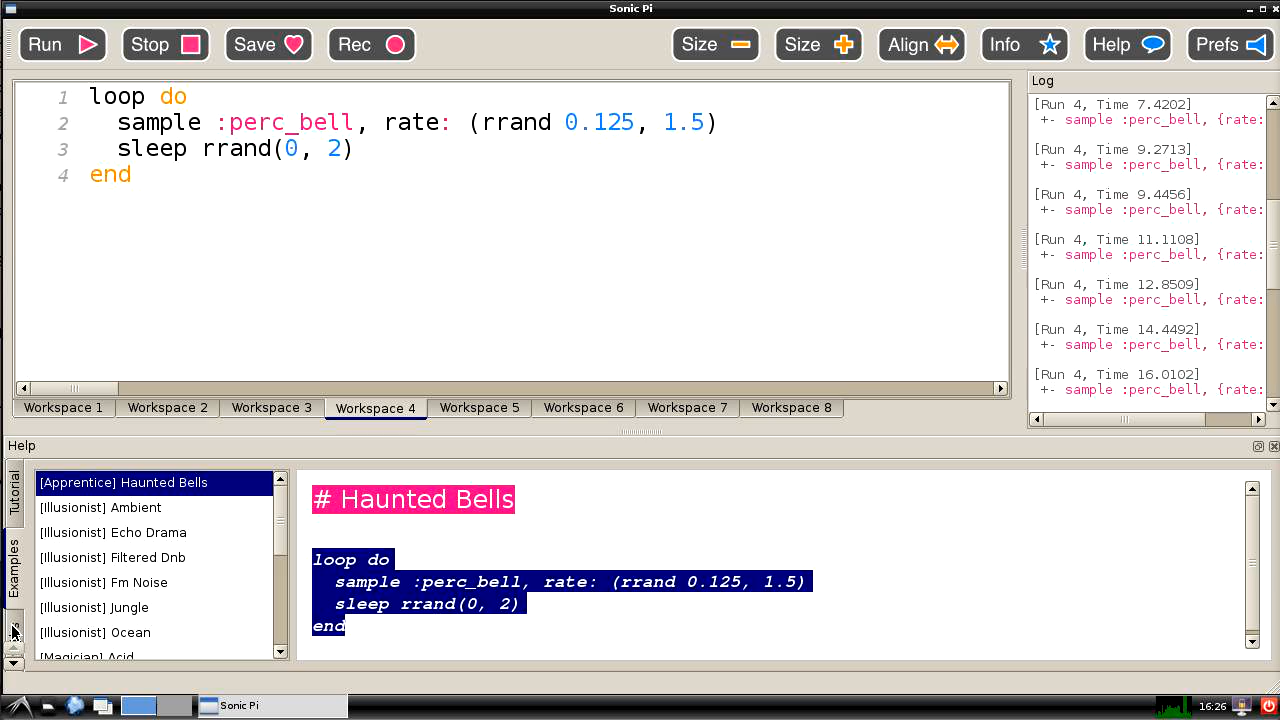 Sonic Pi
Run
Stop
Save
Rec
Size
Size
Align
Info
Help
Prefs
1 loop do
2 sample :perc_bell, rate: (rrand 0.125, 1.5)
3 sleep rrand(0, 2)
4 end
Workspace 1
Workspace 2
Workspace 3
Workspace 4
Workspace 5
Workspace 6
Workspace 7
Workspace 8
Log
[Run 4, Time 7.4202]
+- sample :perc_bell, {rate:
[Run 4, Time 9.2713]
+- sample :perc_bell, {rate:
[Run 4, Time 9.4456]
+- sample :perc_bell, {rate:
[Run 4, Time 11.1108]
+- sample :perc_bell, {rate:
[Run 4, Time 12.8509]
+- sample :perc_bell, {rate:
[Run 4, Time 14.4492]
+- sample :perc_bell, {rate:
[Run 4, Time 16.0102]
+- sample :perc_bell, {rate:
Help
Tutorial
Examples
[Apprentice] Haunted Bells
[Illusionist] Ambient
[Illusionist] Echo Drama
[Illusionist] Filtered Dnb
[Illusionist] Fm Noise
[Illusionist] Jungle
[Illusionist] Ocean
[Magician] Acid
# Haunted Bells
loop do
sample :perc_bell, rate: (rrand 0.125, 1.5)
sleep rrand(0, 2)
end
Sonic Pi
16:26